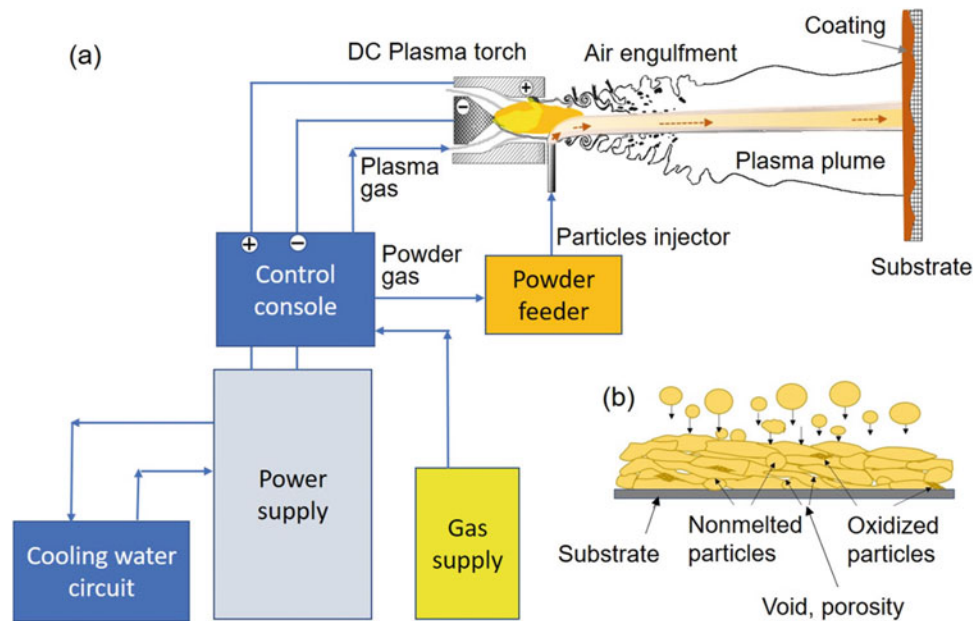 (a)
DC Plasma torch
Air engulfment
Coating
+
−
Plasma
gas
Plasma plume
Substrate
+
−
Control
console
Powder
gas
Particles injector
Powder
feeder
Power
supply
Gas
supply
Cooling water
circuit
(b)
Substrate
Nonmelted
particles
Oxidized
particles
Void, porosity